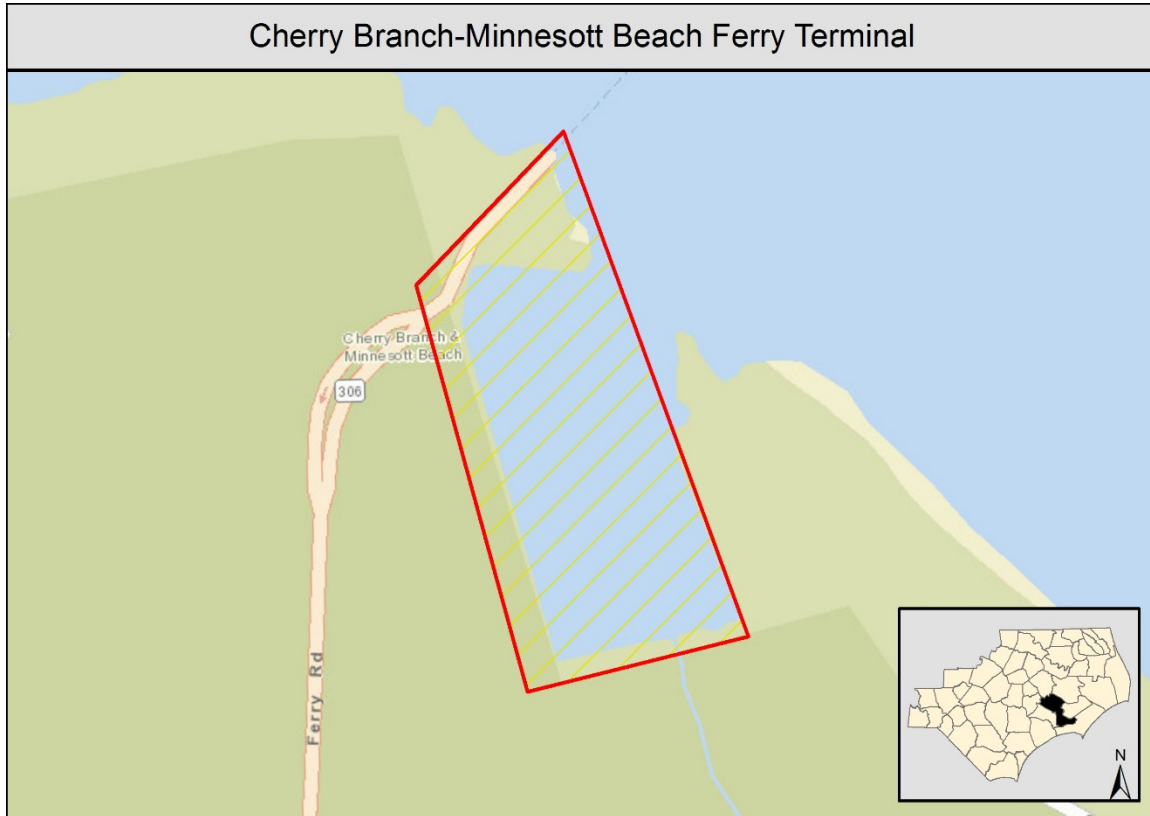 Cherry Branch-Minnesott Beach Ferry Terminal
Cherry Branch &
Minnesott Beach
306
Ferry Rd
N